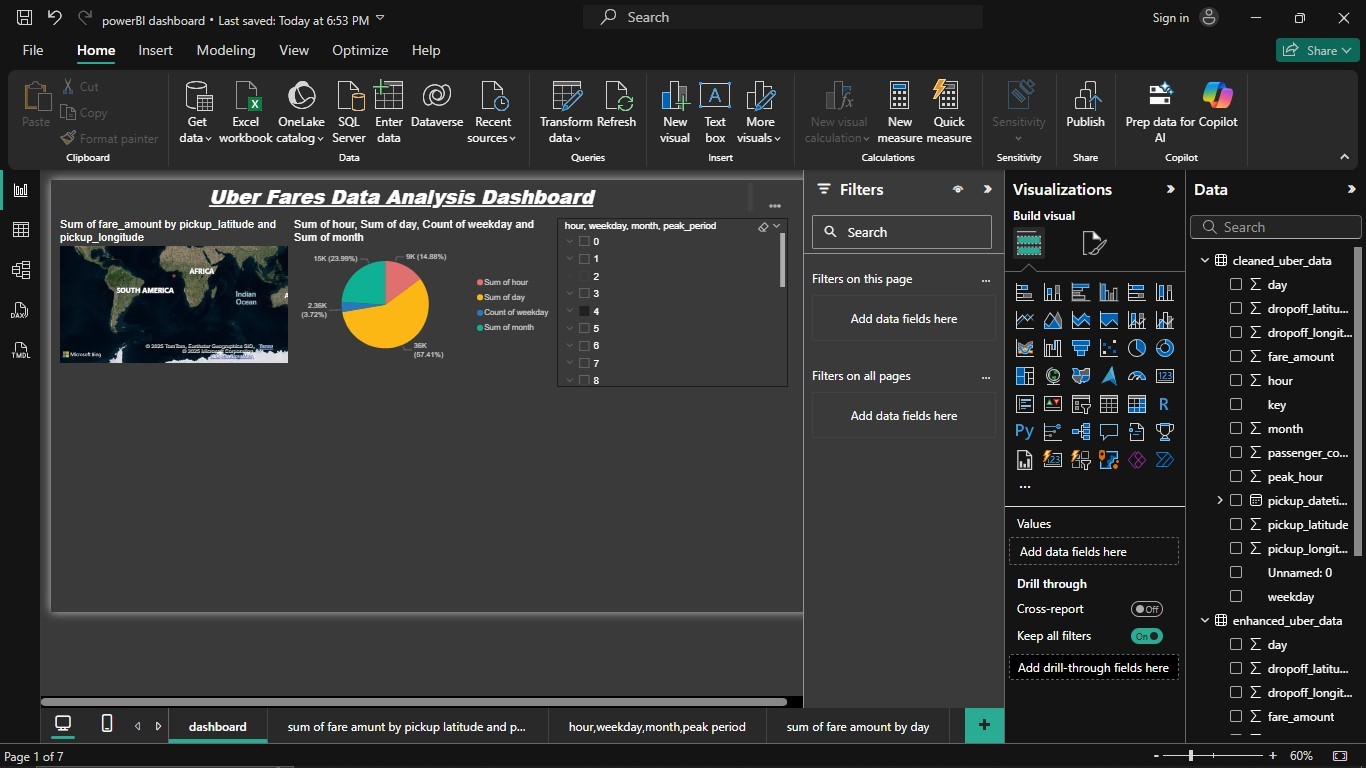 powerBI dashboard • Last saved: Today at 6:53 PM
Search
Sign in
File
Home
Insert
Modeling
View
Optimize
Help
Share
Paste
Cut
Copy
Format painter
Clipboard
Get data
Excel workbook
OneLake catalog
SQL Server
Enter data
Dataverse
Recent sources
Data
Transform data
Refresh
Queries
New visual
Text box
More visuals
Insert
New visual calculation
New measure
Quick measure
Calculations
Sensitivity
Sensitivity
Publish
Share
Prep data for AI
Copilot
Copilot
Uber Fares Data Analysis Dashboard
Sum of fare_amount by pickup_latitude and
pickup_longitude
AFRICA
SOUTH AMERICA
Indian
Ocean
A
Microsoft Bing
© 2025 TomTom, Earthstar Geographics SIO,
© 2025 Microsoft Corporation
Terms
Sum of hour, Sum of day, Count of weekday and
Sum of month
15K (23.99%)
9K (14.88%)
2.36K
(3.72%)
36K
(57.41%)
Sum of hour
Sum of day
Count of weekday
Sum of month
hour, weekday, month, peak_period
0
1
2
3
4
5
6
7
8
Filters
Search
Filters on this page
Add data fields here
Filters on all pages
Add data fields here
Visualizations
Build visual
123
R
Py
123
Values
Add data fields here
Drill through
Cross-report
Off
Keep all filters
On
Add drill-through fields here
Data
Search
cleaned_uber_data
day
dropoff_latitu...
dropoff_longit...
fare_amount
hour
key
month
passenger_co...
peak_hour
pickup_dateti...
pickup_latitude
pickup_longit...
Unnamed: 0
weekday
enhanced_uber_data
day
dropoff_latitu...
dropoff_longit...
fare_amount
DAX
TMDL
dashboard
sum of fare amunt by pickup latitude and p...
hour,weekday,month,peak period
sum of fare amount by day
+
Page 1 of 7
- + 60%